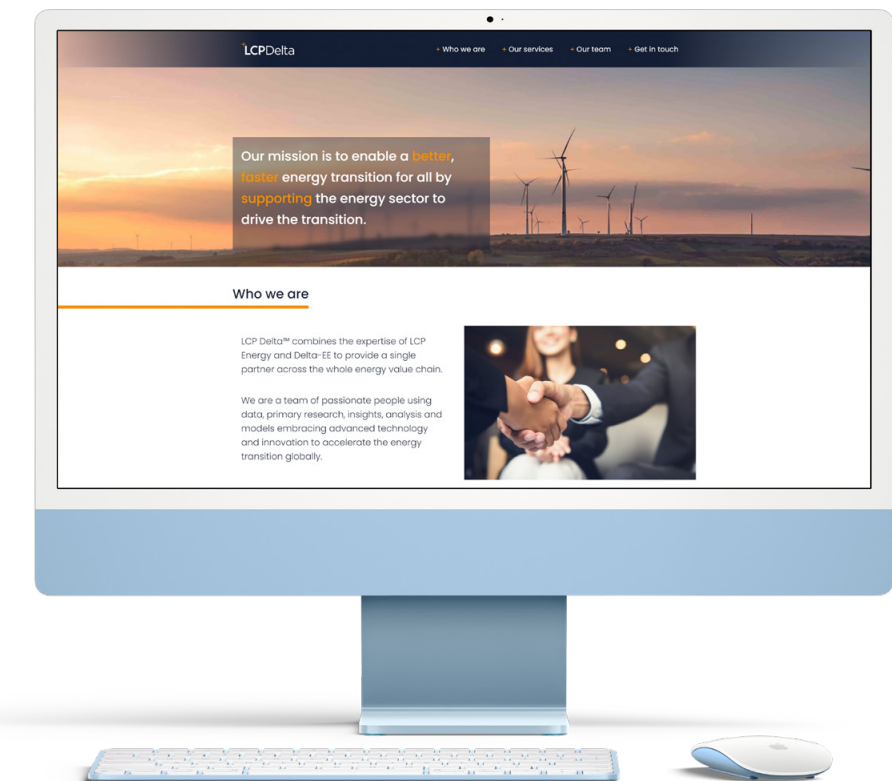 LCPDelta
+ Who we are + Our services + Our team + Get in touch
Our mission is to enable a better,
faster energy transition for all by
supporting the energy sector to
drive the transition.
Who we are
LCP Delta™ combines the expertise of LCP
Energy and Delta-EE to provide a single
partner across the whole energy value chain.
We are a team of passionate people using
data, primary research, insights, analysis and
models embracing advanced technology
and innovation to accelerate the energy
transition globally.